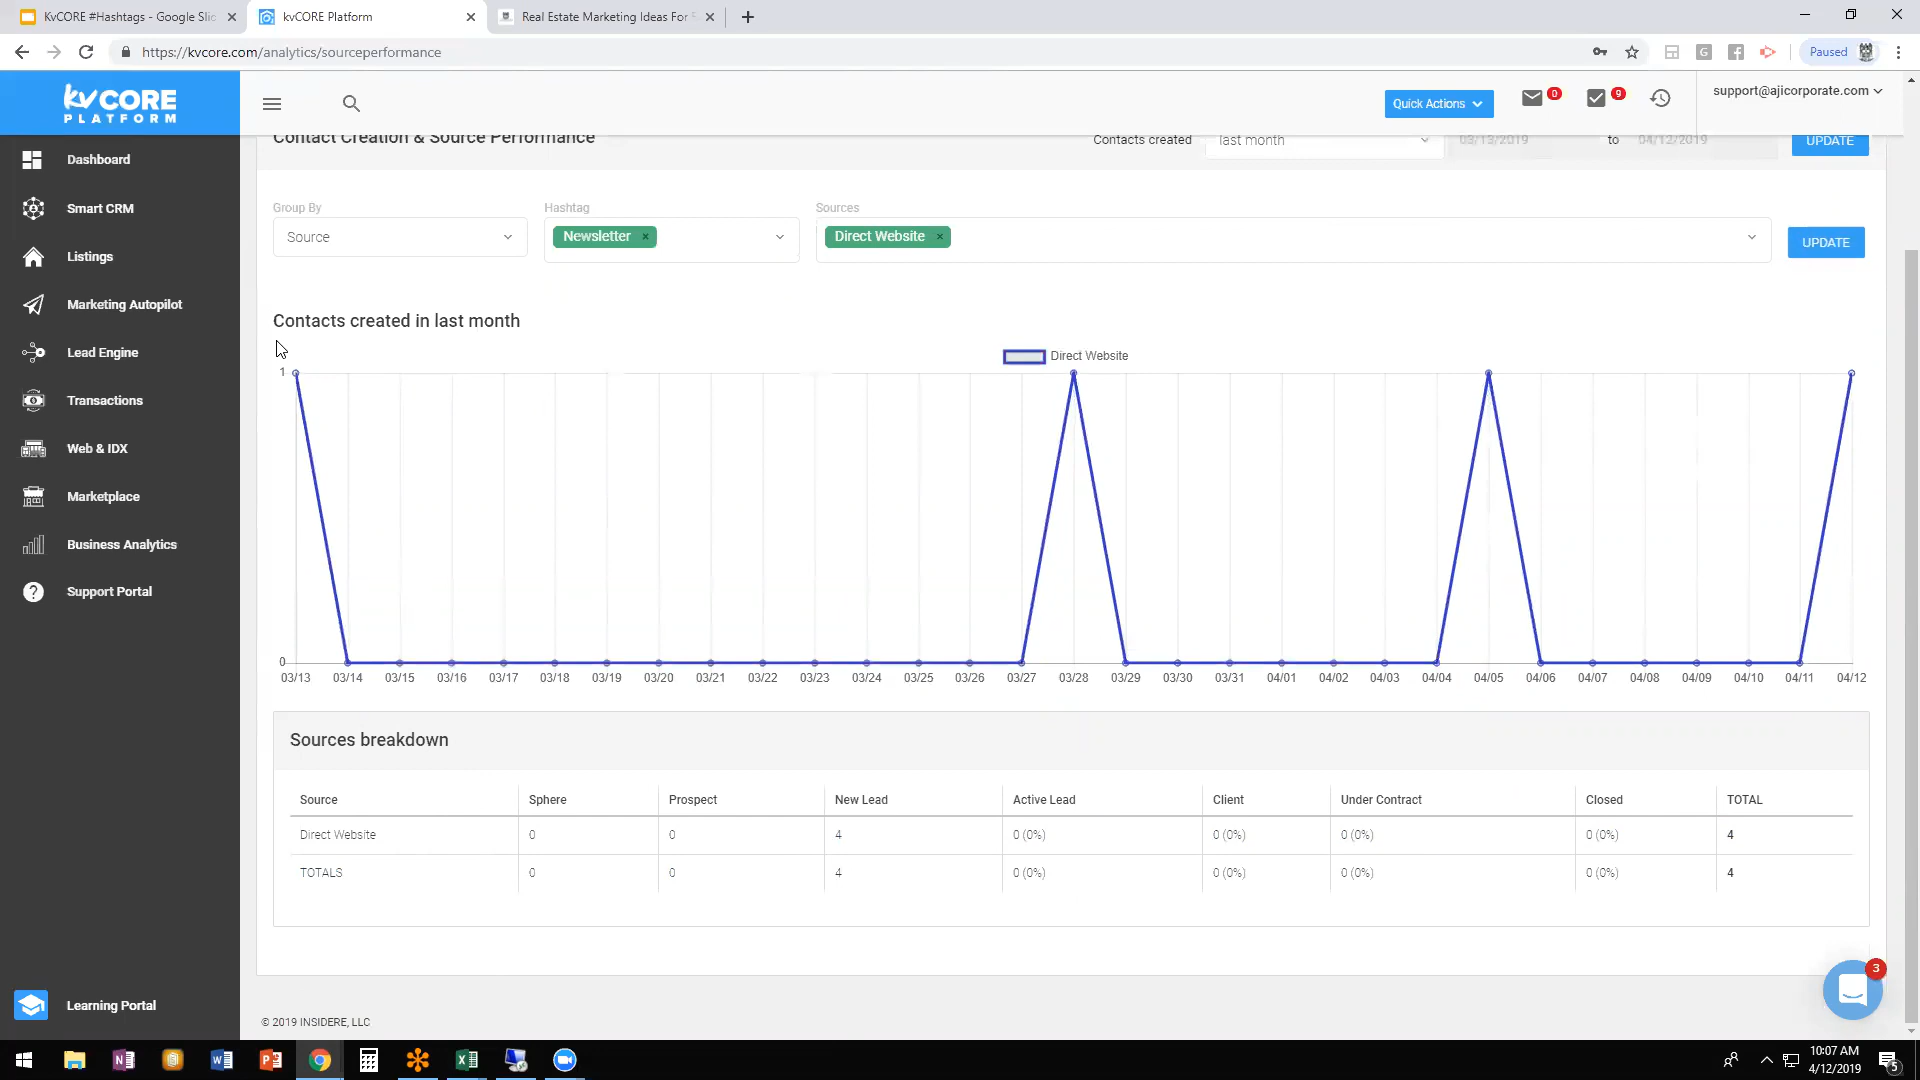 KvCORE #Hashtags - Google Slic
kvCORE Platform
Real Estate Marketing Ideas For
https://kvcore.com/analytics/sourceperformance
Paused
kvCORE
PLATFORM
Quick Actions
0
9
support@ajicorporate.com
Dashboard
Smart CRM
Listings
Marketing Autopilot
Lead Engine
Transactions
Web & IDX
Marketplace
Business Analytics
Support Portal
Learning Portal
Contact Creation & Source Performance
Contacts created
last month
03/13/2019
to
04/12/2019
UPDATE
Group By
Hashtag
Sources
Source
Newsletter ×
Direct Website ×
UPDATE
Contacts created in last month
Direct Website
1
0
03/13 03/14 03/15 03/16 03/17 03/18 03/19 03/20 03/21 03/22 03/23 03/24 03/25 03/26 03/27 03/28 03/29 03/30 03/31 04/01 04/02 04/03 04/04 04/05 04/06 04/07 04/08 04/09 04/10 04/11 04/12
Sources breakdown
Source Sphere Prospect New Lead Active Lead Client Under Contract Closed TOTAL
Direct Website 0 0 4 0 (0%) 0 (0%) 0 (0%) 0 (0%) 4
TOTALS 0 0 4 0 (0%) 0 (0%) 0 (0%) 0 (0%) 4
3
© 2019 INSIDERE, LLC
10:07 AM
4/12/2019
5